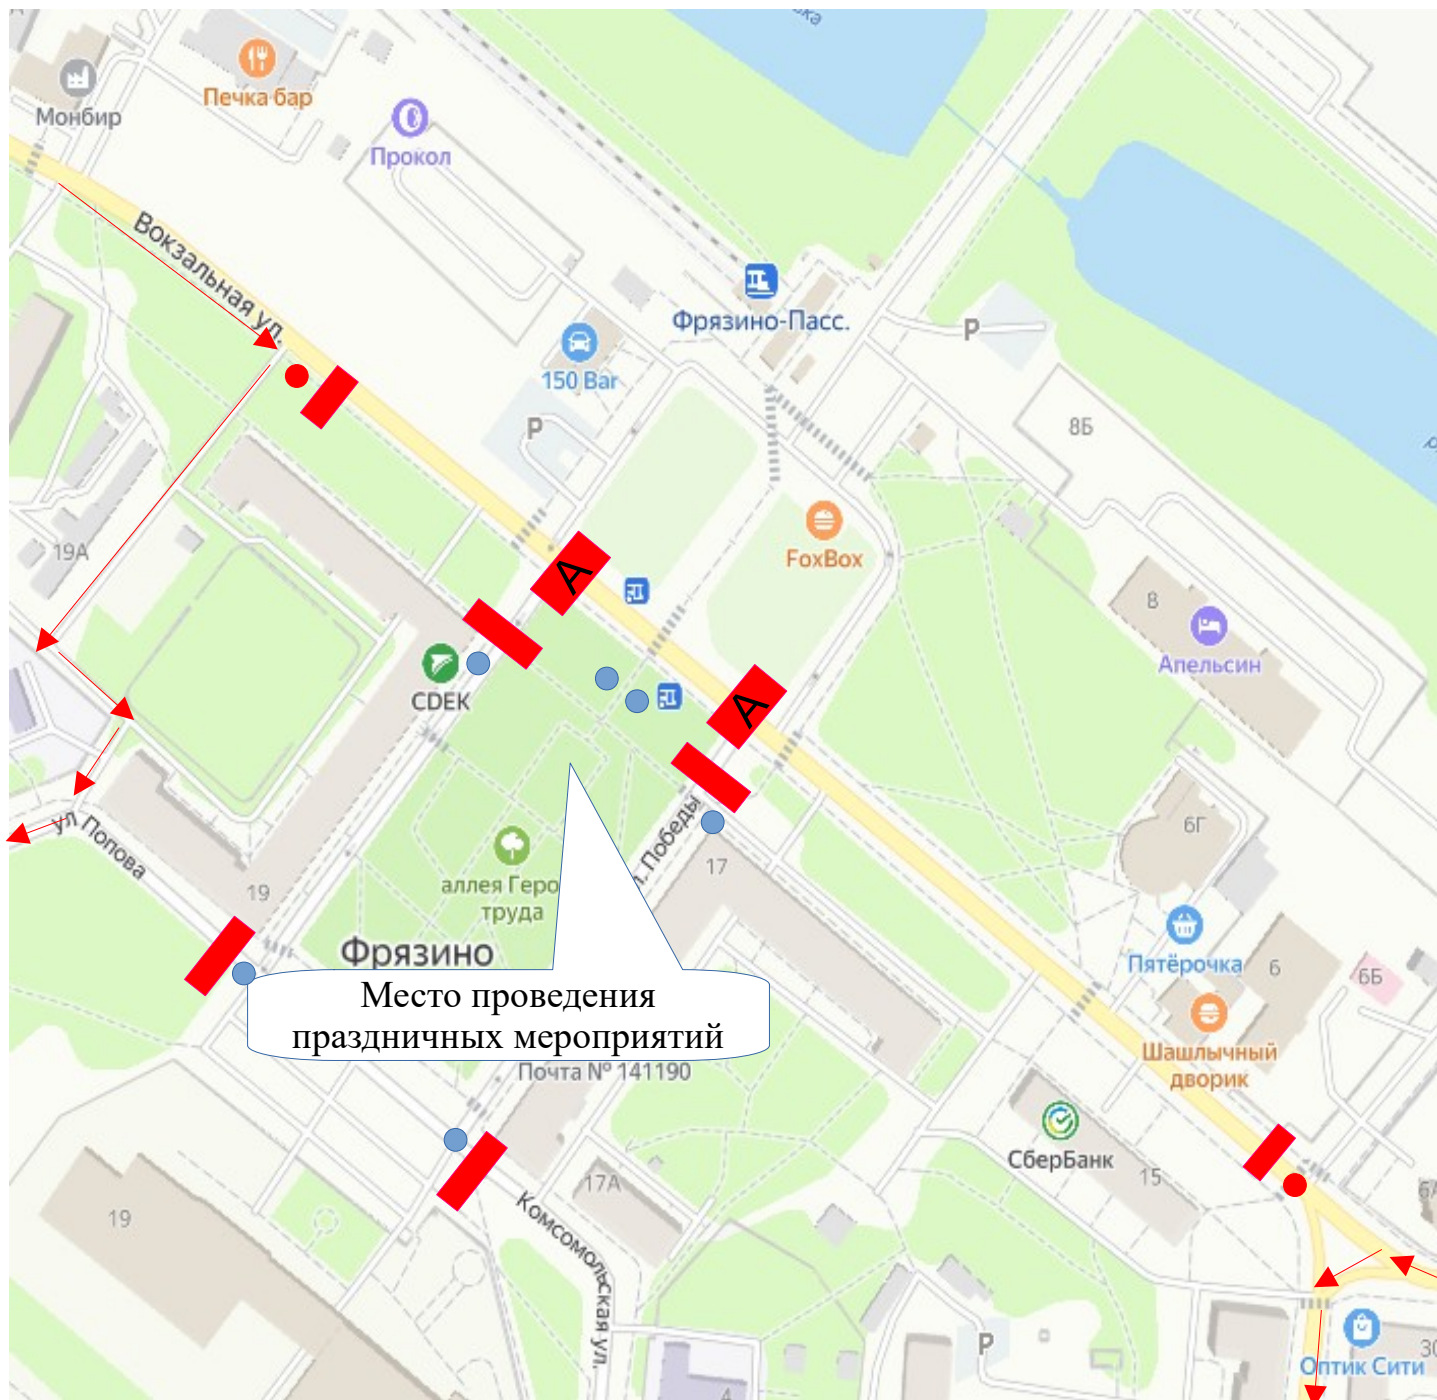 Монбир
Печка бар
Прокол
Вокзальная ул.
Фрязино-Пасс.
P
150 Bar
P
8Б
FoxBox
19А
А
8
Апельсин
CDEK
А
ул Попова
Победы
17
6Г
аллея Геро
труда
19
Фрязино
Пятёрочка
6
6Б
Место проведения
праздничных мероприятий
Шашлычный
дворик
Почта № 141190
СберБанк
15
17А
19
Комсомольская ул.
P
Оптик Сити
4